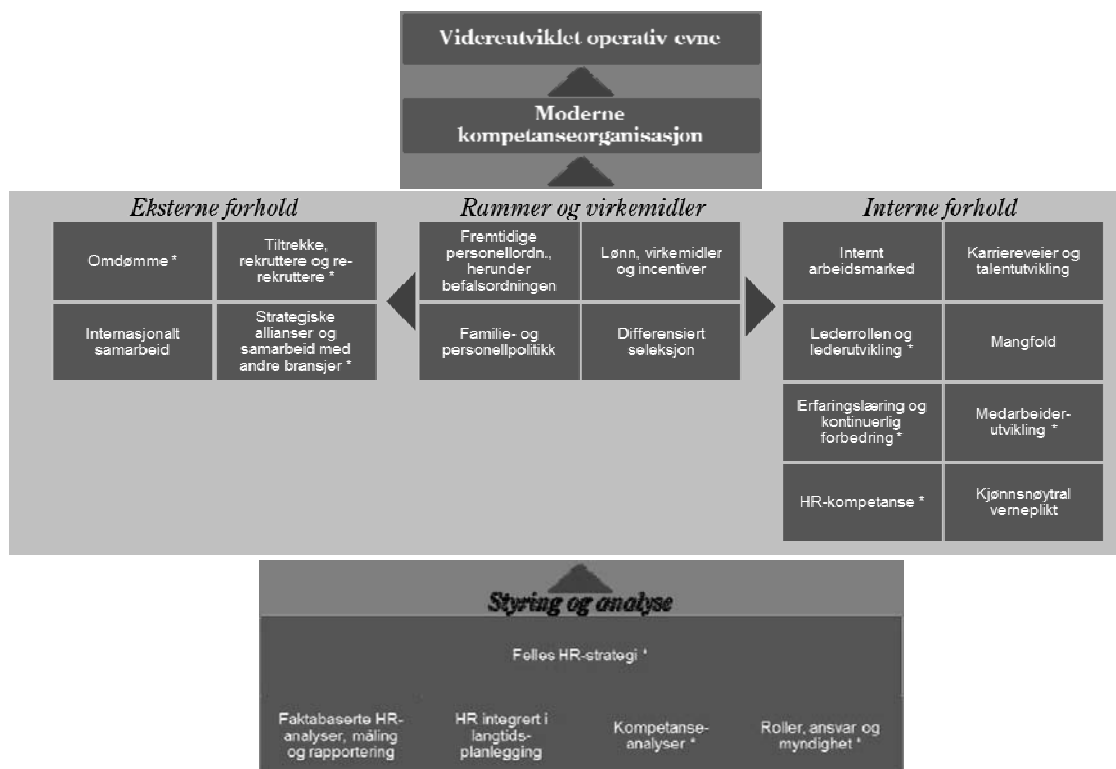 Videreutviklet operativ evne
Moderne
kompetanseorganisasjon
Eksterne forhold
Omdømme *
Tiltrekke,
rekruttere og re-
rekruttere *
Internasjonalt
samarbeid
Strategiske
allianser og
samarbeid med
andre bransjer *
Rammer og virkemidler
Fremtidige
personellordn.,
herunder
befalsordningen
Lønn, virkemidler
og incentiver
Familie- og
personellpolitikk
Differensiert
seleksjon
Interne forhold
Internt
arbeidsmarked
Karriereveier og
talentutvikling
Lederrollen og
lederutvikling *
Mangfold
Erfaringslæring og
kontinuerlig
forbedring *
Medarbeider-
utvikling *
HR-kompetanse *
Kjønnsnøytral
verneplikt
Styring og analyse
Felles HR-strategi *
Faktabaserte HR-
analyser, måling
og rapportering
HR integrert i
langtids-
planlegging
Kompetanse-
analyser *
Roller, ansvar og
myndighet *